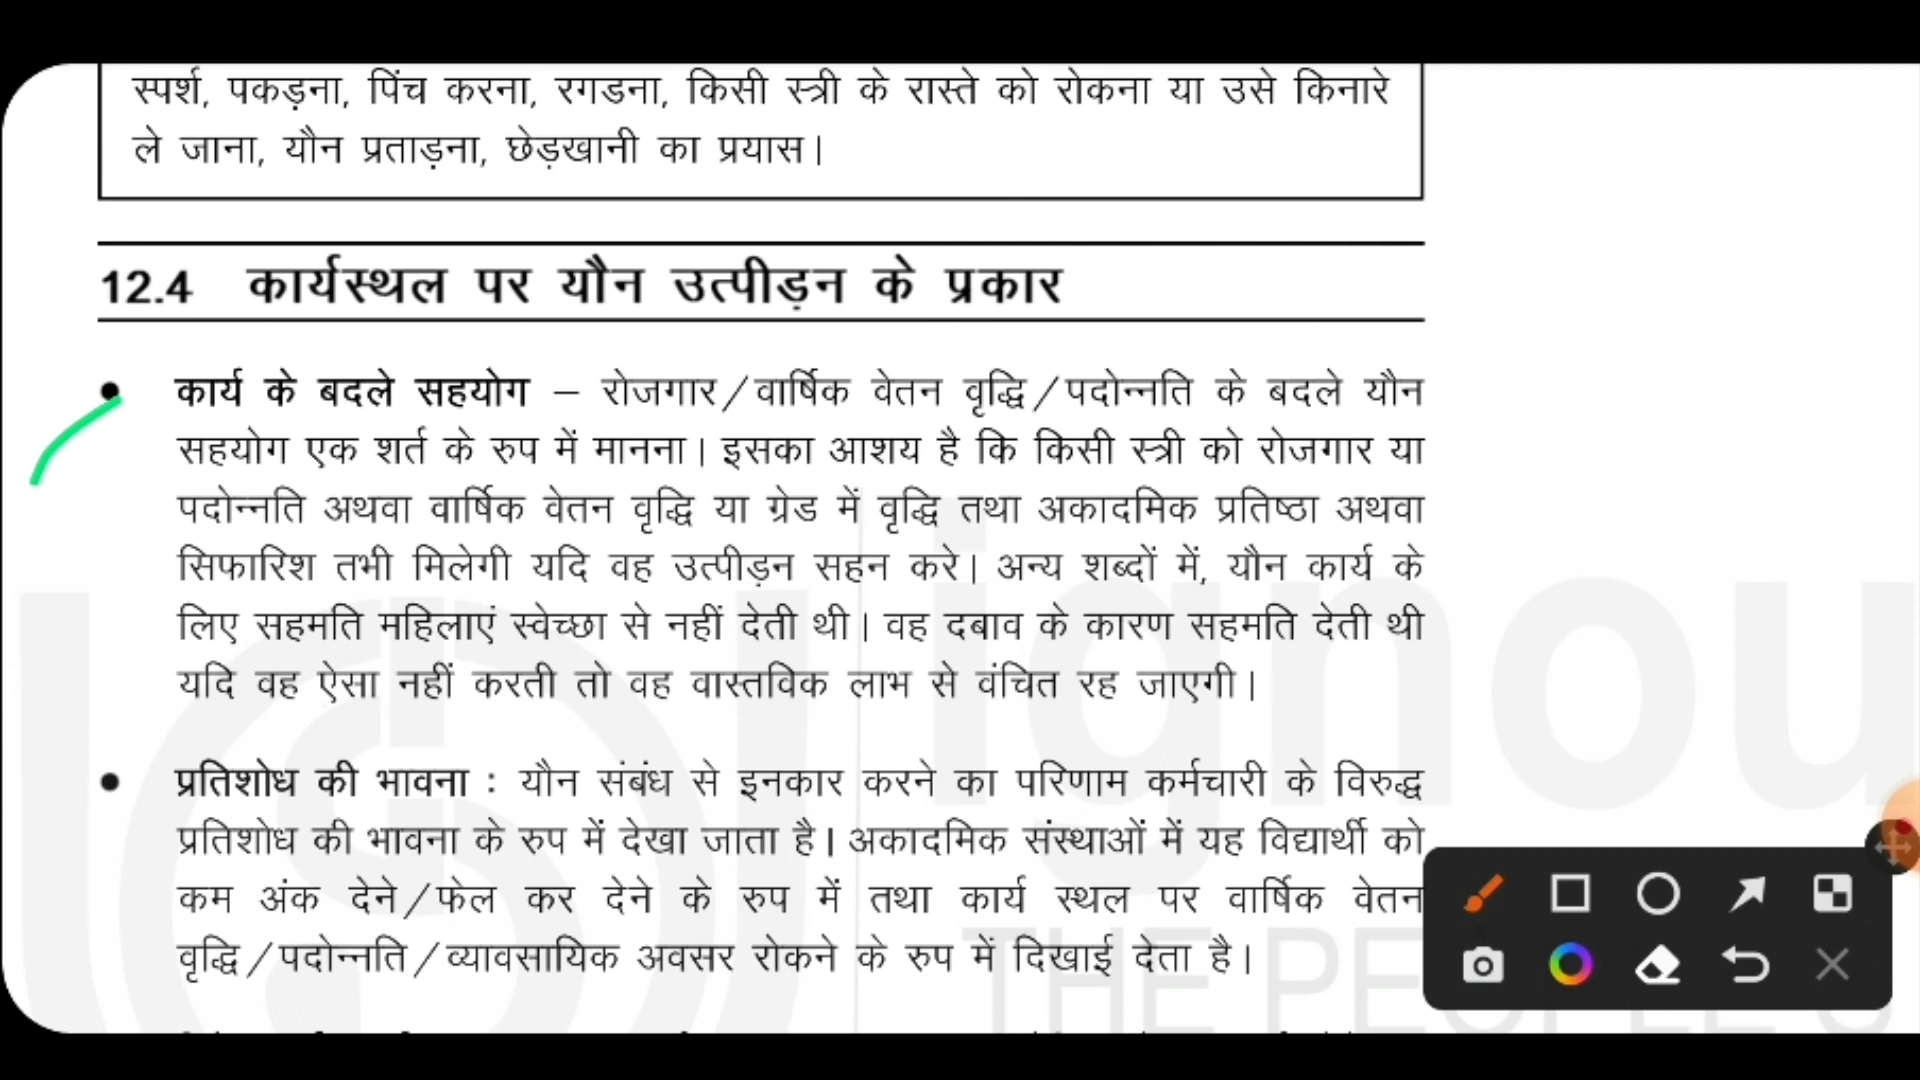 स्पर्श, पकड़ना, पिंच करना, रगडना, किसी स्त्री के रास्ते को रोकना या उसे किनारे
ले जाना, यौन प्रताड़ना, छेड़खानी का प्रयास।
12.4 कार्यस्थल पर यौन उत्पीड़न के प्रकार
• कार्य के बदले सहयोग – रोजगार/वार्षिक वेतन वृद्धि/पदोन्नति के बदले यौन
सहयोग एक शर्त के रुप में मानना। इसका आशय है कि किसी स्त्री को रोजगार या
पदोन्नति अथवा वार्षिक वेतन वृद्धि या ग्रेड में वृद्धि तथा अकादमिक प्रतिष्ठा अथवा
सिफारिश तभी मिलेगी यदि वह उत्पीड़न सहन करे। अन्य शब्दों में, यौन कार्य के
लिए सहमति महिलाएं स्वेच्छा से नहीं देती थी। वह दबाव के कारण सहमति देती थी
यदि वह ऐसा नहीं करती तो वह वास्तविक लाभ से वंचित रह जाएगी।
• प्रतिशोध की भावना : यौन संबंध से इनकार करने का परिणाम कर्मचारी के विरुद्ध
प्रतिशोध की भावना के रुप में देखा जाता है। अकादमिक संस्थाओं में यह विद्यार्थी को
कम अंक देने/फेल कर देने के रुप में तथा कार्य स्थल पर वार्षिक वेतन
वृद्धि/पदोन्नति/व्यावसायिक अवसर रोकने के रुप में दिखाई देता है।
ignou
THE PEOPLE'S